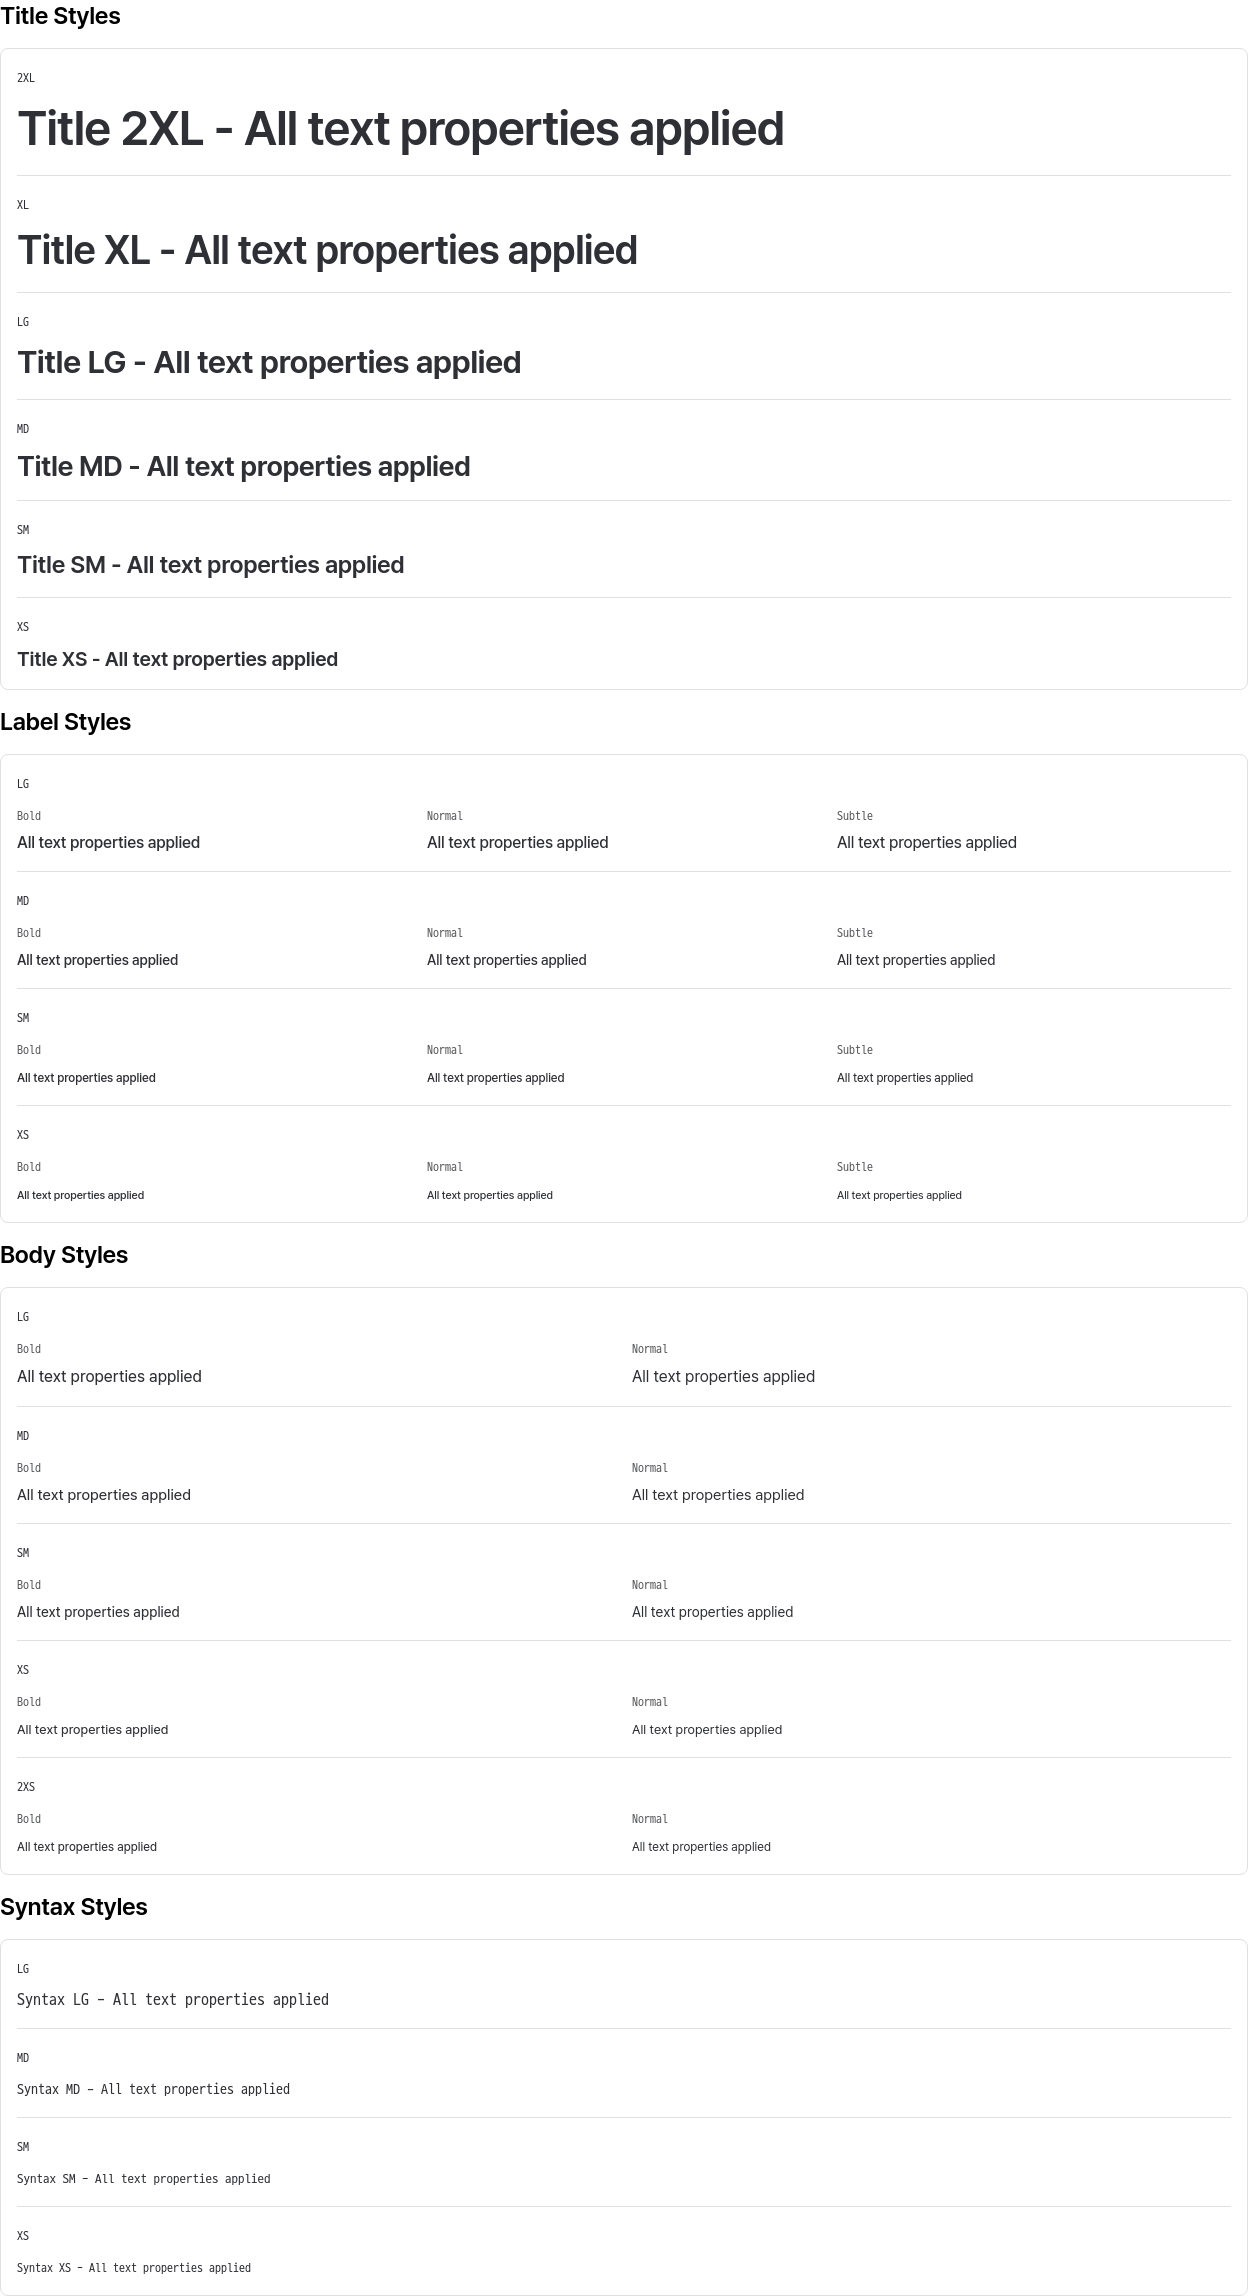 Title Styles
2XL
Title 2XL - All text properties applied
XL
Title XL - All text properties applied
LG
Title LG - All text properties applied
MD
Title MD - All text properties applied
SM
Title SM - All text properties applied
XS
Title XS - All text properties applied
Label Styles
LG
Bold Normal Subtle
All text properties applied All text properties applied All text properties applied
MD
Bold Normal Subtle
All text properties applied All text properties applied All text properties applied
SM
Bold Normal Subtle
All text properties applied All text properties applied All text properties applied
XS
Bold Normal Subtle
All text properties applied All text properties applied All text properties applied
Body Styles
LG
Bold Normal
All text properties applied All text properties applied
MD
Bold Normal
All text properties applied All text properties applied
SM
Bold Normal
All text properties applied All text properties applied
XS
Bold Normal
All text properties applied All text properties applied
2XS
Bold Normal
All text properties applied All text properties applied
Syntax Styles
LG
Syntax LG - All text properties applied
MD
Syntax MD - All text properties applied
SM
Syntax SM - All text properties applied
XS
Syntax XS - All text properties applied